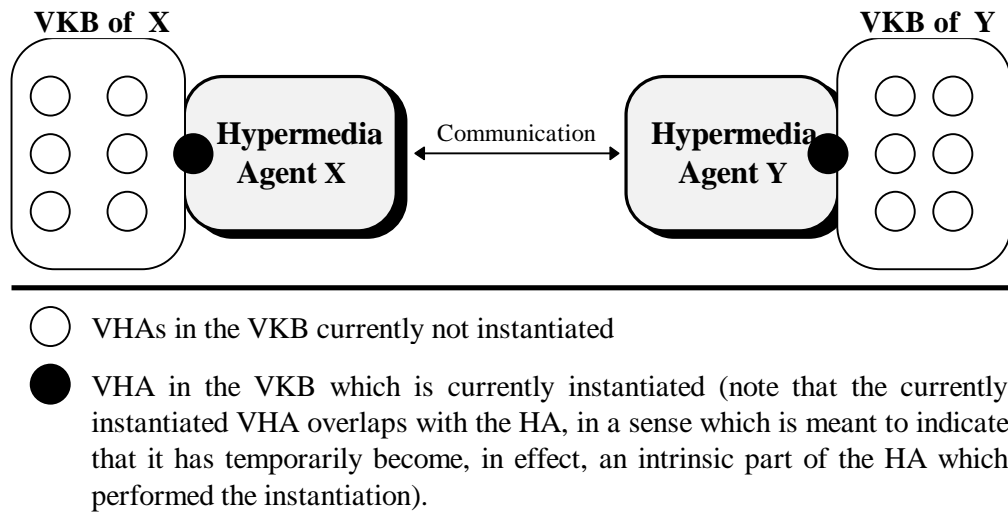 VKB of X
VKB of Y
Hypermedia
Agent X
Communication
Hypermedia
Agent Y
VHAs in the VKB currently not instantiated
VHA in the VKB which is currently instantiated (note that the currently
instantiated VHA overlaps with the HA, in a sense which is meant to indicate
that it has temporarily become, in effect, an intrinsic part of the HA which
performed the instantiation).